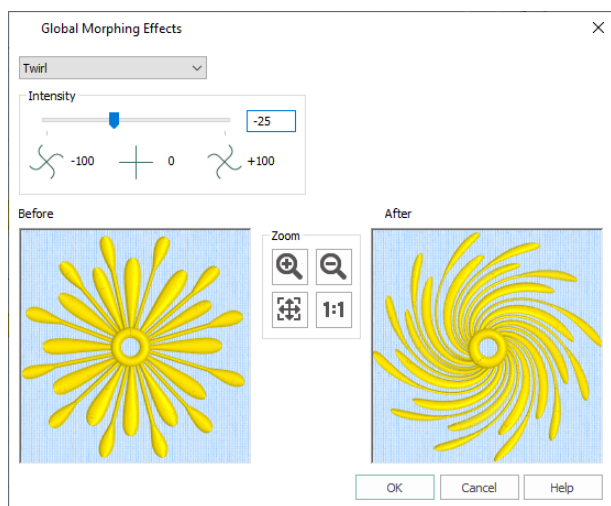 Global Morphing Effects
Twirl
Intensity
-25
-100 0 +100
Before
Zoom
After
1:1
OK Cancel Help